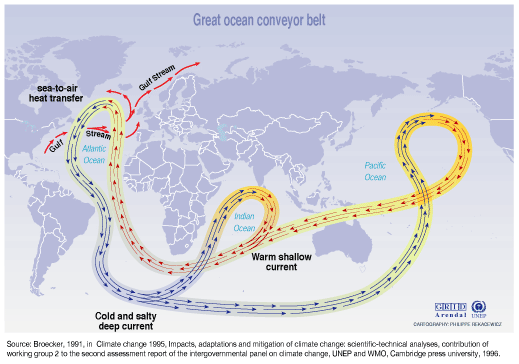 Great ocean conveyor belt
sea-to-air
heat transfer
Gulf Stream
Gulf
Stream
Atlantic
Ocean
Pacific
Ocean
Indian
Ocean
Warm shallow
current
Cold and salty
deep current
GRID
Arendal
UNEP
CARTOGRAPHY: PHILIPPE REKACEWICZ
Source: Broecker, 1991, in Climate change 1995, Impacts, adaptations and mitigation of climate change: scientific-technical analyses, contribution of
working group 2 to the second assessment report of the intergovernmental panel on climate change, UNEP and WMO, Cambridge press university, 1996.